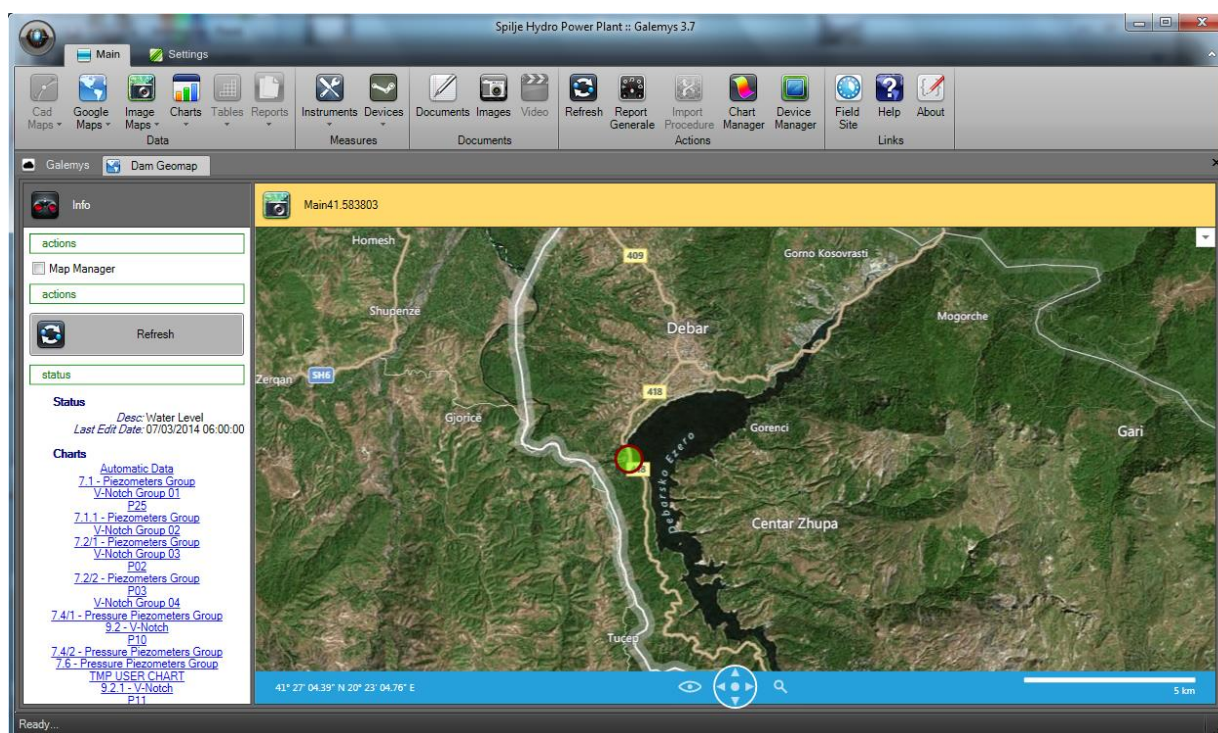 Spilje Hydro Power Plant :: Galemys 3.7
Main
Settings
Cad Maps
Google Maps
Image Maps
Charts
Tables
Reports
Data
Instruments
Devices
Measures
Documents
Images
Video
Documents
Refresh
Report Generale
Import Procedure
Chart Manager
Device Manager
Actions
Field Site
Help
About
Links
Galemys
Dam Geomap
Info
actions
Map Manager
actions
Refresh
status
Status
Desc: Water Level
Last Edit Date: 07/03/2014 06:00:00
Charts
Automatic Data
7.1 - Piezometers Group
V-Notch Group 01
P25
7.1.1 - Piezometers Group
V-Notch Group 02
7.2/1 - Piezometers Group
V-Notch Group 03
P02
7.2/2 - Piezometers Group
P03
V-Notch Group 04
7.4/1 - Pressure Piezometers Group
9.2 - V-Notch
P10
7.4/2 - Pressure Piezometers Group
7.6 - Pressure Piezometers Group
TMP USER CHART
9.2.1 - V-Notch
P11
Main41.583803
Homesh
409
Gorno Kosovrasti
Shupenzë
Mogorche
Debar
Zerqan
SH6
418
Gjoricë
Gorenci
Gari
Debarsko Ezero
Centar Zhupa
Tucep
41° 27' 04.39" N 20° 23' 04.76" E
5 km
Ready...